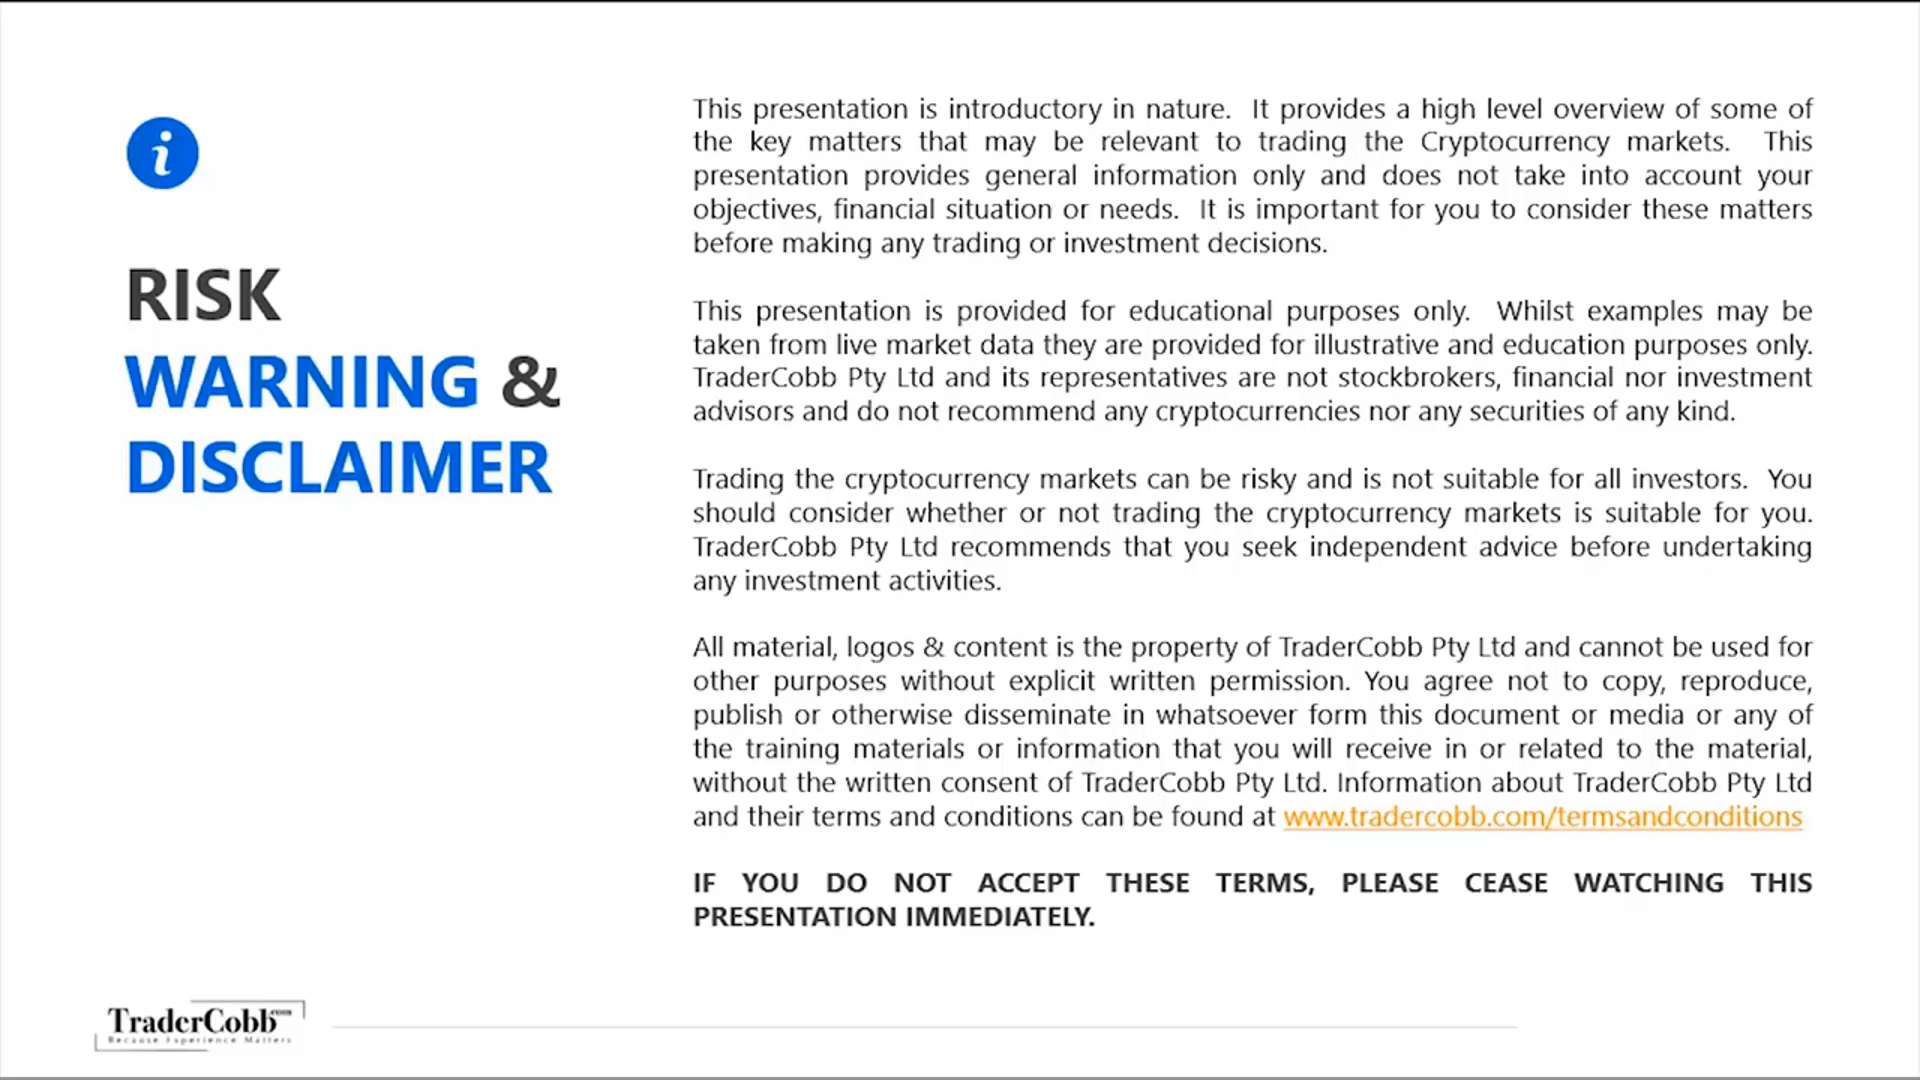 RISK
WARNING &
DISCLAIMER
This presentation is introductory in nature. It provides a high level overview of some of
the key matters that may be relevant to trading the Cryptocurrency markets. This
presentation provides general information only and does not take into account your
objectives, financial situation or needs. It is important for you to consider these matters
before making any trading or investment decisions.
This presentation is provided for educational purposes only. Whilst examples may be
taken from live market data they are provided for illustrative and education purposes only.
TraderCobb Pty Ltd and its representatives are not stockbrokers, financial nor investment
advisors and do not recommend any cryptocurrencies nor any securities of any kind.
Trading the cryptocurrency markets can be risky and is not suitable for all investors. You
should consider whether or not trading the cryptocurrency markets is suitable for you.
TraderCobb Pty Ltd recommends that you seek independent advice before undertaking
any investment activities.
All material, logos & content is the property of TraderCobb Pty Ltd and cannot be used for
other purposes without explicit written permission. You agree not to copy, reproduce,
publish or otherwise disseminate in whatsoever form this document or media or any of
the training materials or information that you will receive in or related to the material,
without the written consent of TraderCobb Pty Ltd. Information about TraderCobb Pty Ltd
and their terms and conditions can be found at www.tradercobb.com/termsandconditions
IF YOU DO NOT ACCEPT THESE TERMS, PLEASE CEASE WATCHING THIS
PRESENTATION IMMEDIATELY.
TraderCobb.com
Because Experience Matters